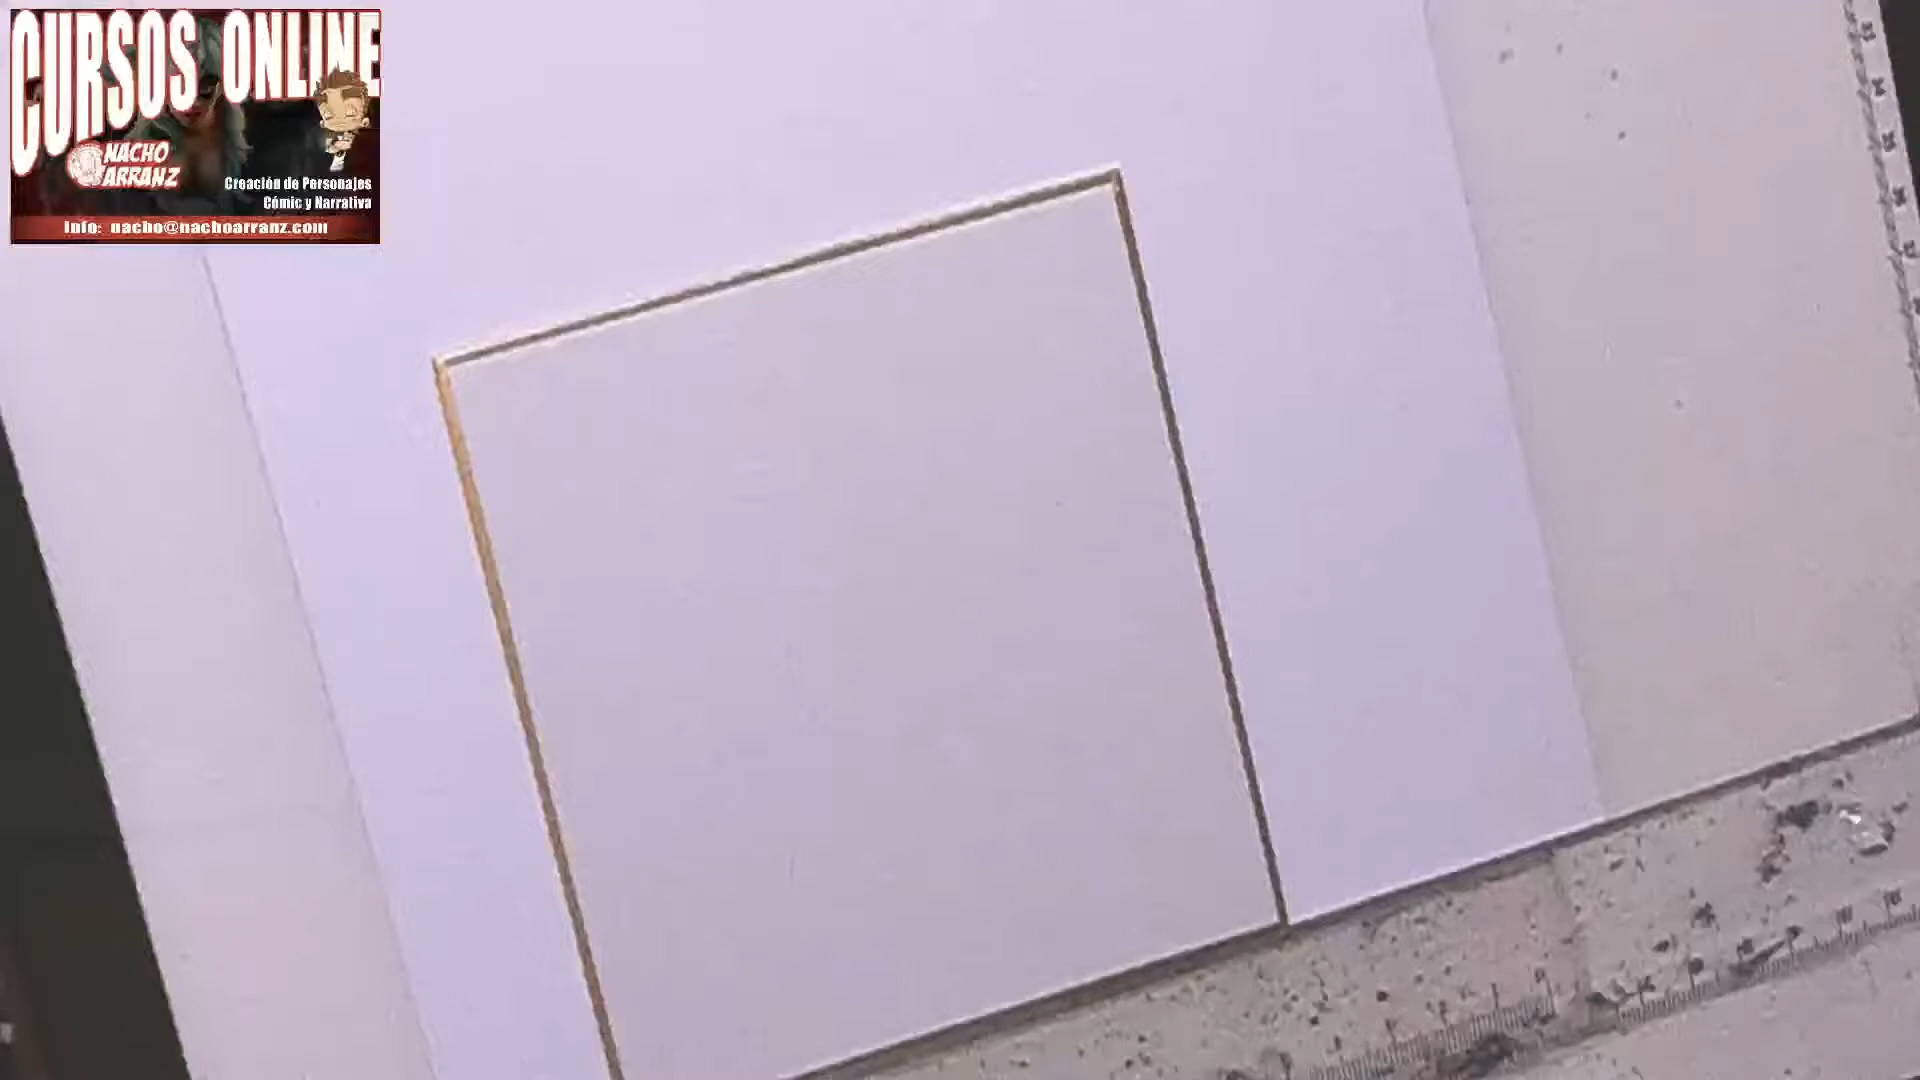 CURSOS ONLINE
NACHO
ARRANZ
Creación de Personajes
Cómic y Narrativa
Info: nacho@nachoarranz.com